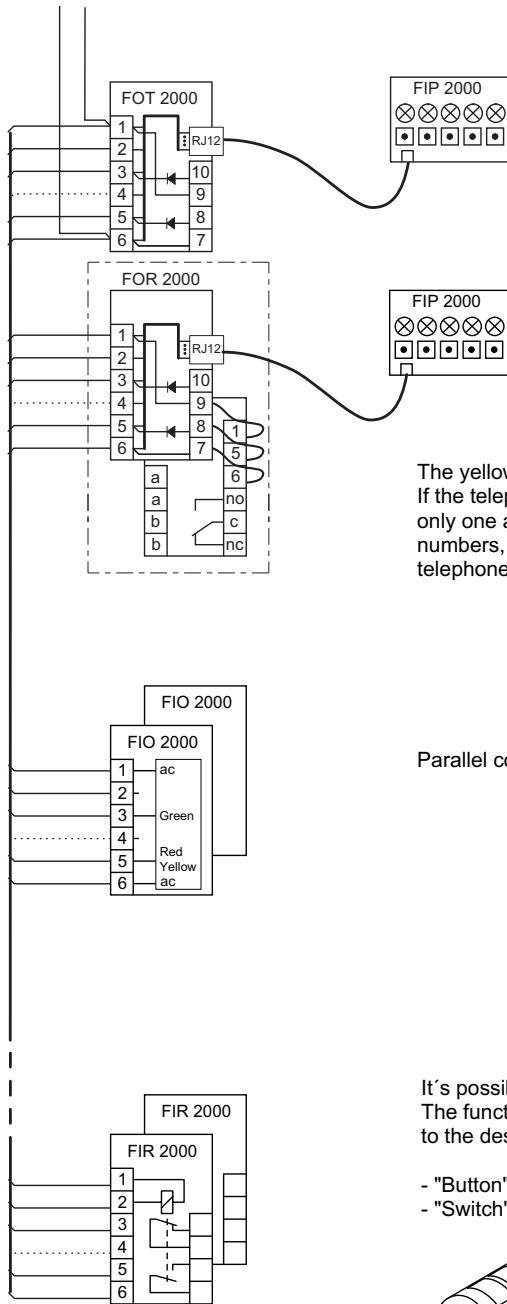 FOT 2000
1
2
3
4
5
6
RJ12
10
9
8
7
FIP 2000
FOR 2000
1
2
3
4
5
6
RJ12
10
9
8
7
1
5
6
a
a
b
b
no
c
nc
FIP 2000
The yellow
If the telep
only one a
numbers,
telephone
FIO 2000
FIO 2000
1
2
3
4
5
6
ac
Green
Red
Yellow
ac
Parallel co
FIR 2000
FIR 2000
1
2
3
4
5
6
It´s possil
The funct
to the des
- "Button"
- "Switch"